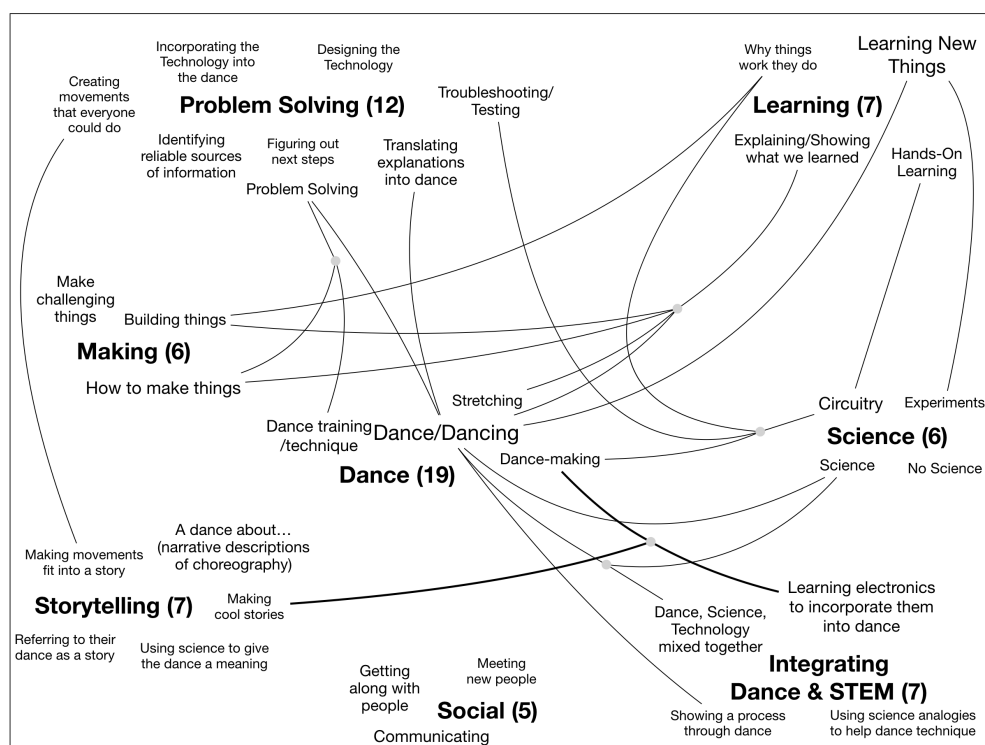 Incorporating the
Technology into
the dance
Designing the
Technology
Creating
movements
that everyone
could do
Problem Solving (12)
Troubleshooting/
Testing
Identifying
reliable sources
of information
Figuring out
next steps
Translating
explanations
into dance
Problem Solving
Why things
work they do
Learning New
Things
Learning (7)
Explaining/Showing
what we learned
Hands-On
Learning
Make
challenging
things
Building things
Making (6)
How to make things
Stretching
Dance training
/technique
Dance/Dancing
Dance (19)
Dance-making
Circuitry
Experiments
Science (6)
Science
No Science
A dance about…
(narrative descriptions
of choreography)
Making movements
fit into a story
Storytelling (7)
Making
cool stories
Referring to their
dance as a story
Using science to give
the dance a meaning
Getting
along with
people
Meeting
new people
Social (5)
Communicating
Learning electronics
to incorporate them
into dance
Dance, Science,
Technology
mixed together
Integrating
Dance & STEM (7)
Showing a process
through dance
Using science analogies
to help dance technique